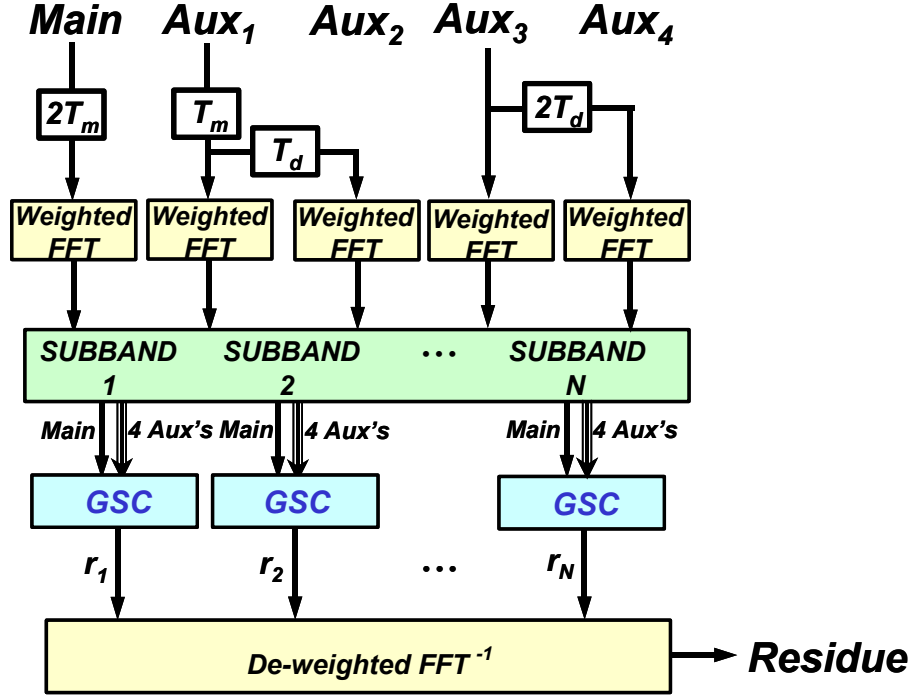 Main Aux1 Aux2 Aux3 Aux4
2Tm Tm 2Td
Td
Weighted FFT Weighted FFT Weighted FFT Weighted FFT Weighted FFT
SUBBAND 1 SUBBAND 2 ... SUBBAND N
Main 4 Aux's Main 4 Aux's Main 4 Aux's
GSC GSC GSC
r1 r2 ... rN
De-weighted FFT-1
Residue